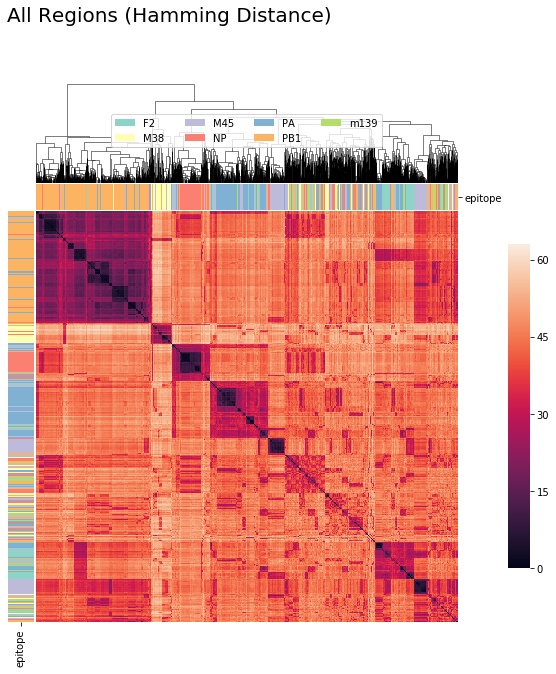 All Regions (Hamming Distance)
F2 M45 PA m139
M38 NP PB1
epitope
60
45
30
15
0
epitope